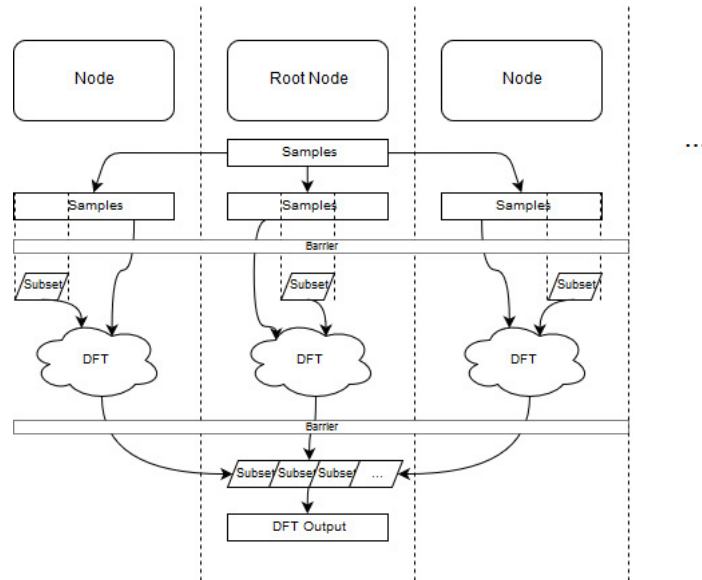 Node
Root Node
Node
Samples
...
Samples
Samples
Samples
Barrier
Subset
Subset
Subset
DFT
DFT
DFT
Barrier
Subset Subset Subset ...
DFT Output